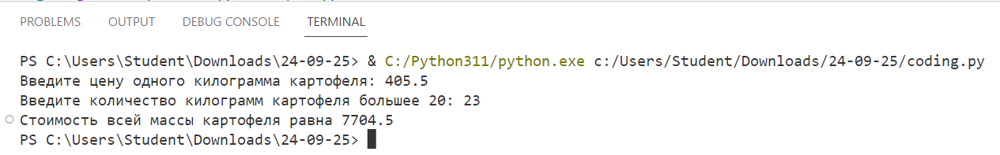 PROBLEMS OUTPUT DEBUG CONSOLE TERMINAL
PS C:\Users\Student\Downloads\24-09-25> & C:/Python311/python.exe c:/Users/Student/Downloads/24-09-25/coding.py
Введите цену одного килограмма картофеля: 405.5
Введите количество килограмм картофеля большее 20: 23
Стоимость всей массы картофеля равна 7704.5
PS C:\Users\Student\Downloads\24-09-25>